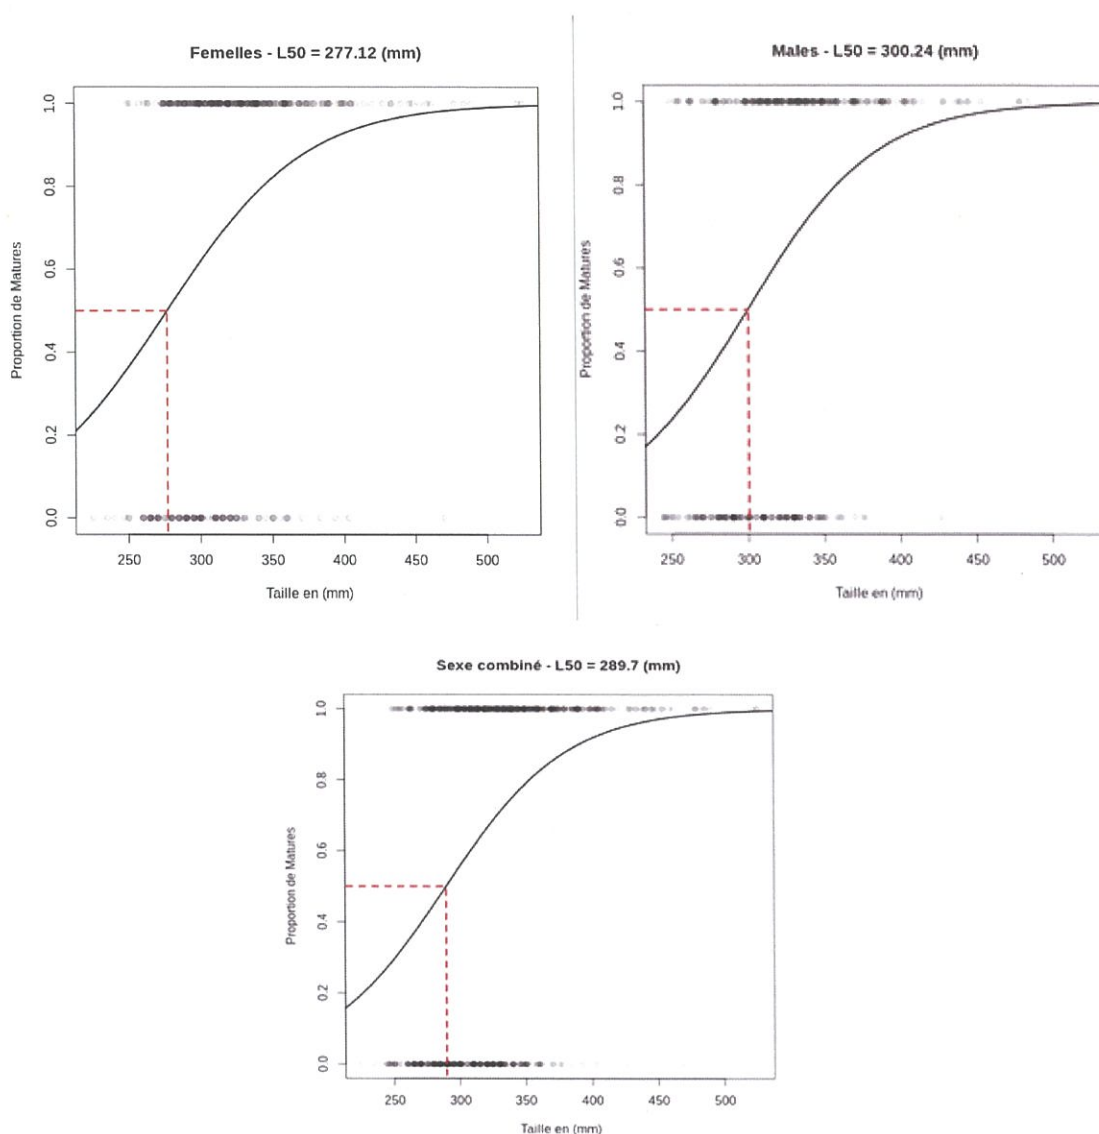 Femelles - L50 = 277.12 (mm)
Proportion de Matures
1.0
0.8
0.6
0.4
0.2
0.0
250 300 350 400 450 500
Taille en (mm)
Males - L50 = 300.24 (mm)
Proportion de Matures
1.0
0.8
0.6
0.4
0.2
0.0
250 300 350 400 450 500
Taille en (mm)
Sexe combiné - L50 = 289.7 (mm)
Proportion de Matures
1.0
0.8
0.6
0.4
0.2
0.0
250 300 350 400 450 500
Taille en (mm)